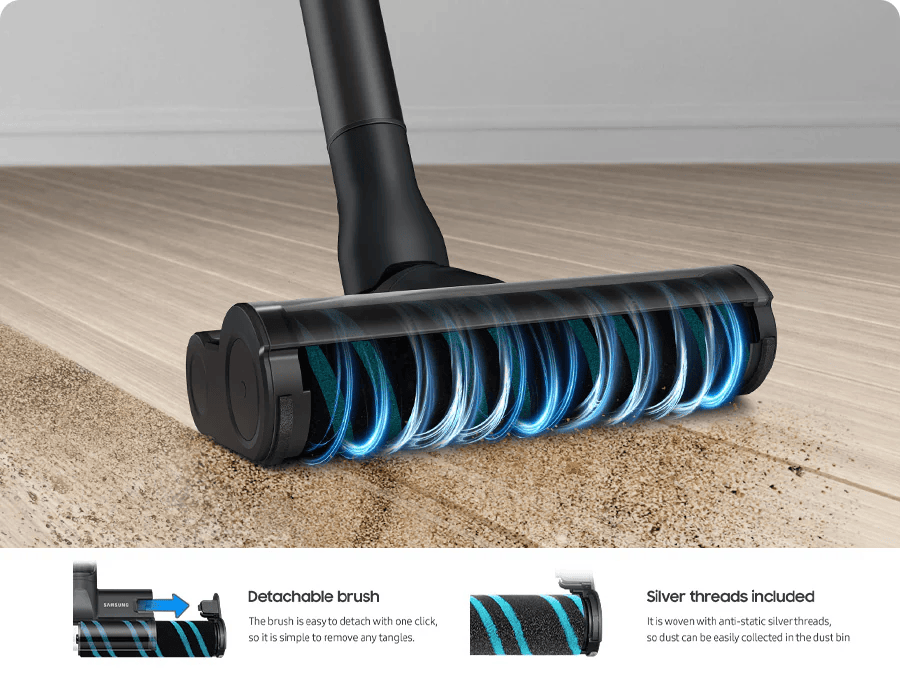 SAMSUNG
Detachable brush
The brush is easy to detach with one click,
so it is simple to remove any tangles.
Silver threads included
It is woven with anti-static silver threads,
so dust can be easily collected in the dust bin